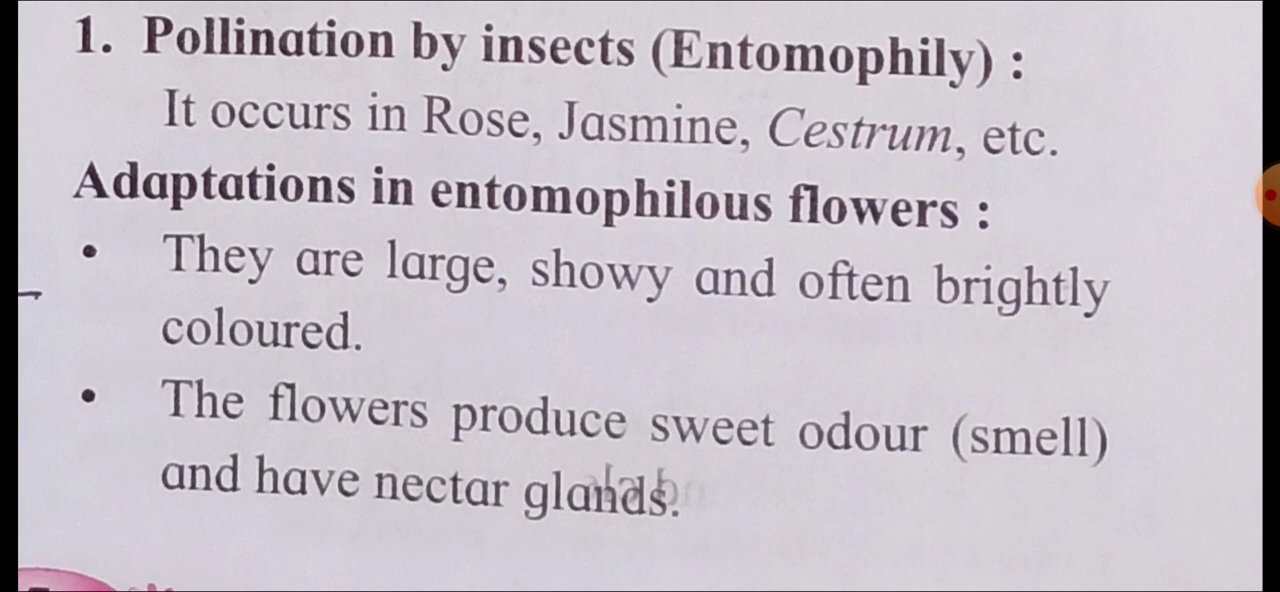 1. Pollination by insects (Entomophily) :
It occurs in Rose, Jasmine, Cestrum, etc.
Adaptations in entomophilous flowers :
• They are large, showy and often brightly
coloured.
• The flowers produce sweet odour (smell)
and have nectar glands.